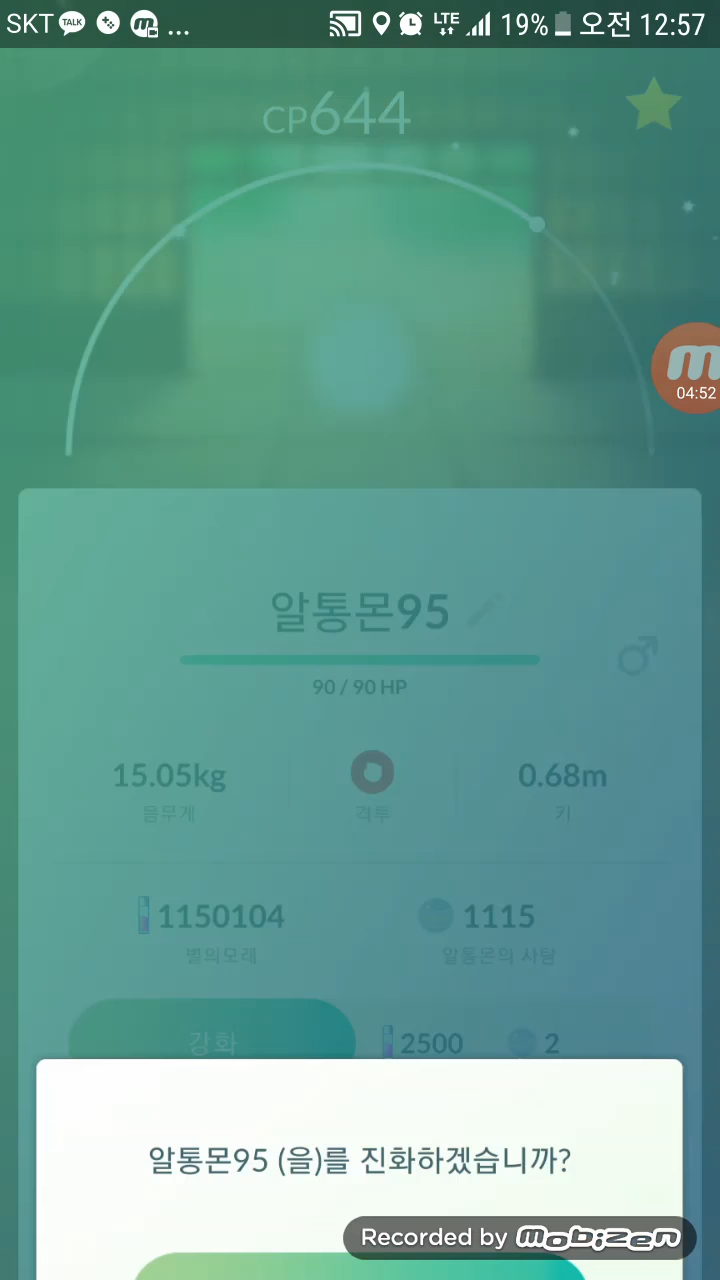 SKT TALK m ... LTE 19% 오전 12:57
CP644
m
04:52
알통몬95
90 / 90 HP
15.05kg 0.68m
몸무게 격투 키
1150104 1115
별의모래 알통몬의 사탕
강화 2500 2
알통몬95 (을)를 진화하겠습니까?
Recorded by mobizen